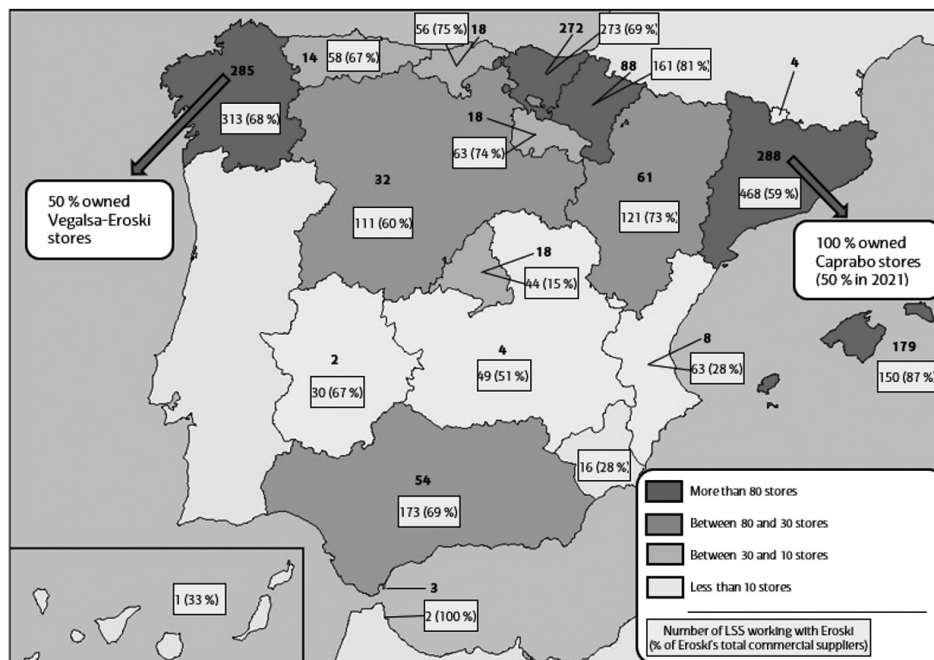 56 (75 %)
18
272
273 (69 %)
14
58 (67 %)
88
161 (81 %)
4
285
18
313 (68 %)
63 (74 %)
288
32
61
468 (59 %)
50 % owned
Vegalsa-Eroski
stores
111 (60 %)
121 (73 %)
100 % owned
Caprabo stores
(50 % in 2021)
18
44 (15 %)
2
4
8
179
30 (67 %)
49 (51 %)
63 (28 %)
150 (87 %)
16 (28 %)
54
173 (69 %)
More than 80 stores
Between 80 and 30 stores
Between 30 and 10 stores
Less than 10 stores
3
1 (33 %)
2 (100 %)
Number of LSS working with Eroski
(% of Eroski's total commercial suppliers)